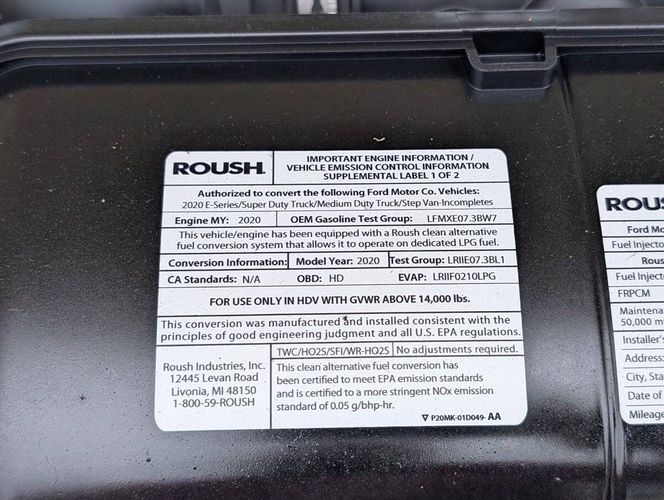 ROUSH
IMPORTANT ENGINE INFORMATION /
VEHICLE EMISSION CONTROL INFORMATION
SUPPLEMENTAL LABEL 1 OF 2
Authorized to convert the following Ford Motor Co. Vehicles:
2020 E-Series/Super Duty Truck/Medium Duty Truck/Step Van-Incompletes
Engine MY: 2020 OEM Gasoline Test Group: LFMXE07.3BW7
This vehicle/engine has been equipped with a Roush clean alternative
fuel conversion system that allows it to operate on dedicated LPG fuel.
Conversion Information: Model Year: 2020 Test Group: LRIIE07.3BL1
CA Standards: N/A OBD: HD EVAP: LRIIF0210LPG
FOR USE ONLY IN HDV WITH GVWR ABOVE 14,000 lbs.
This conversion was manufactured and installed consistent with the
principles of good engineering judgment and all U.S. EPA regulations.
Roush Industries, Inc.
12445 Levan Road
Livonia, MI 48150
1-800-59-ROUSH
TWC/HO2S/SFI/WR-HO2S No adjustments required.
This clean alternative fuel conversion has
been certified to meet EPA emission standards
and is certified to a more stringent NOx emission
standard of 0.05 g/bhp-hr.
P20MK-01D049- AA
ROU
Ford Mo
Fuel Injecto
Rous
Fuel Injecto
FRPCM
Maintena
50,000 m
Installer's
Address:
City, Sta
Date of
Mileage